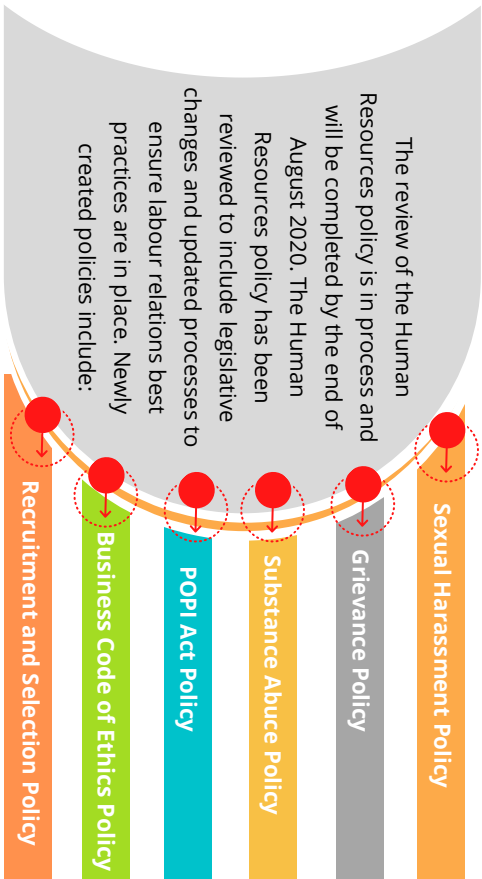 The review of the Human
Resources policy is in process and
will be completed by the end of
August 2020. The Human
Resources policy has been
reviewed to include legislative
changes and updated processes to
ensure labour relations best
practices are in place. Newly
created policies include:
Sexual Harassment Policy
Grievance Policy
Substance Abuce Policy
POPI Act Policy
Business Code of Ethics Policy
Recruitment and Selection Policy